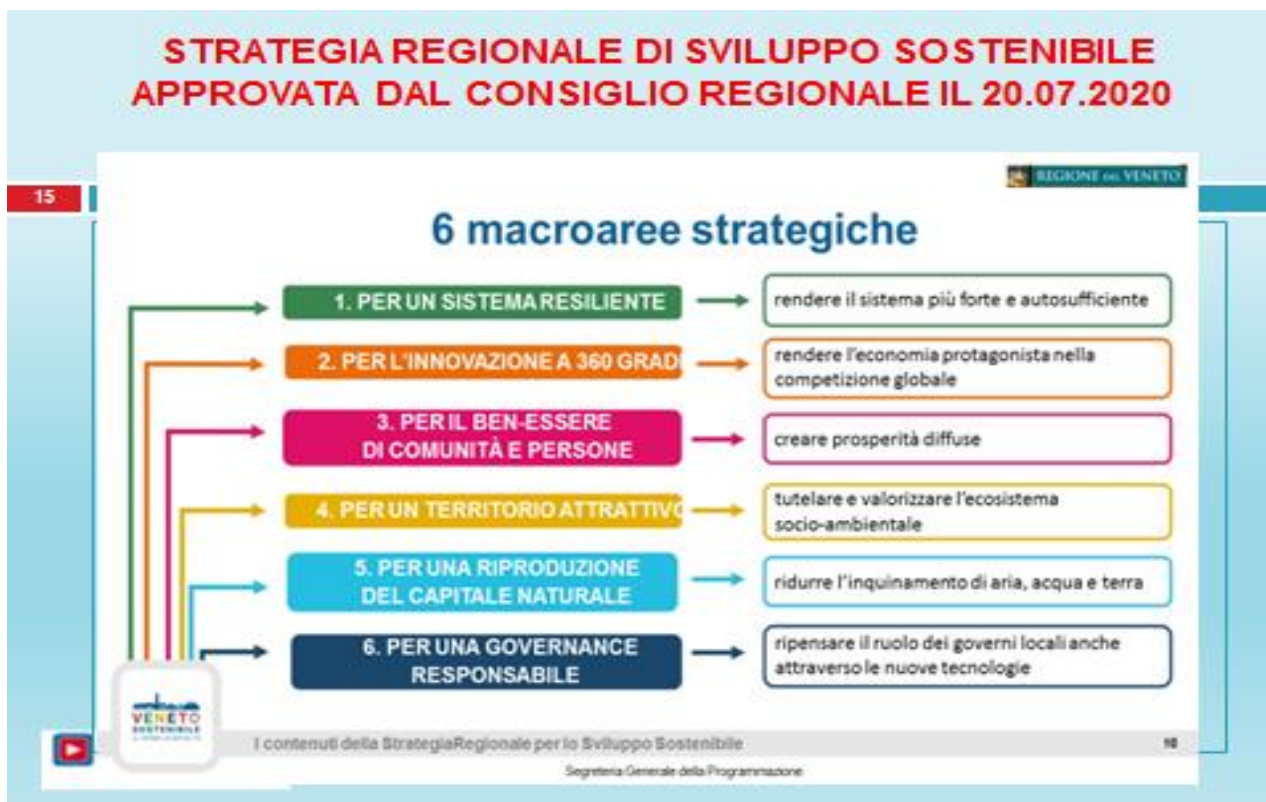 STRATEGIA REGIONALE DI SVILUPPO SOSTENIBILE
APPROVATA DAL CONSIGLIO REGIONALE IL 20.07.2020
REGIONE DEL VENETO
15
6 macroaree strategiche
1. PER UN SISTEMA RESILIENTE
rendere il sistema più forte e autosufficiente
2. PER L'INNOVAZIONE A 360 GRADI
rendere l'economia protagonista nella
competizione globale
3. PER IL BEN-ESSERE
DI COMUNITÀ E PERSONE
creare prosperità diffuse
4. PER UN TERRITORIO ATTRATTIVO
tutelare e valorizzare l'ecosistema
socio-ambientale
5. PER UNA RIPRODUZIONE
DEL CAPITALE NATURALE
ridurre l'inquinamento di aria, acqua e terra
6. PER UNA GOVERNANCE
RESPONSABILE
ripensare il ruolo dei governi locali anche
attraverso le nuove tecnologie
VENETO
SOSTENIBILE
I contenuti della Strategia Regionale per lo Sviluppo Sostenibile
10
Segreteria Generale della Programmazione